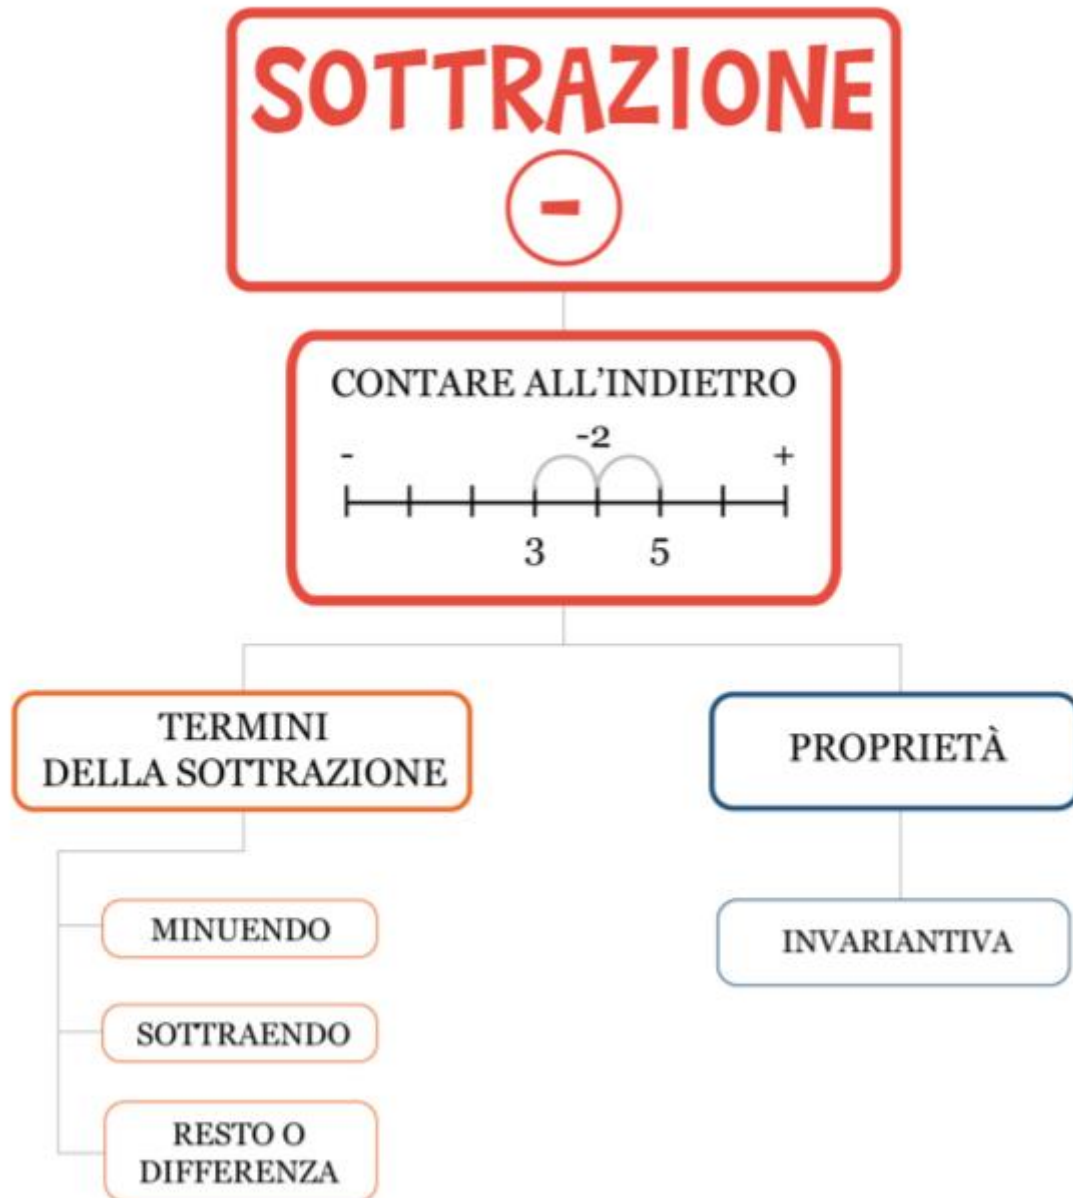 SOTTRAZIONE
-
CONTARE ALL'INDIETRO
-2
- +
3 5
TERMINI
DELLA SOTTRAZIONE
PROPRIETÀ
MINUENDO
INVARIANTIVA
SOTTRAENDO
RESTO O
DIFFERENZA